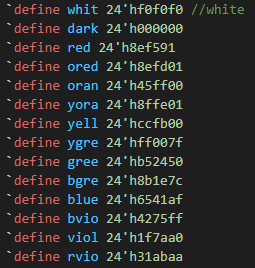 `define whit 24'hf0f0f0 //white
`define dark 24'h000000
`define red 24'h8ef591
`define ored 24'h8efd01
`define oran 24'h45ff00
`define yora 24'h8ffe01
`define yell 24'hccfb00
`define ygre 24'hff007f
`define gree 24'hb52450
`define bgre 24'h8b1e7c
`define blue 24'h6541af
`define bvio 24'h4275ff
`define viol 24'h1f7aa0
`define rvio 24'h31abaa